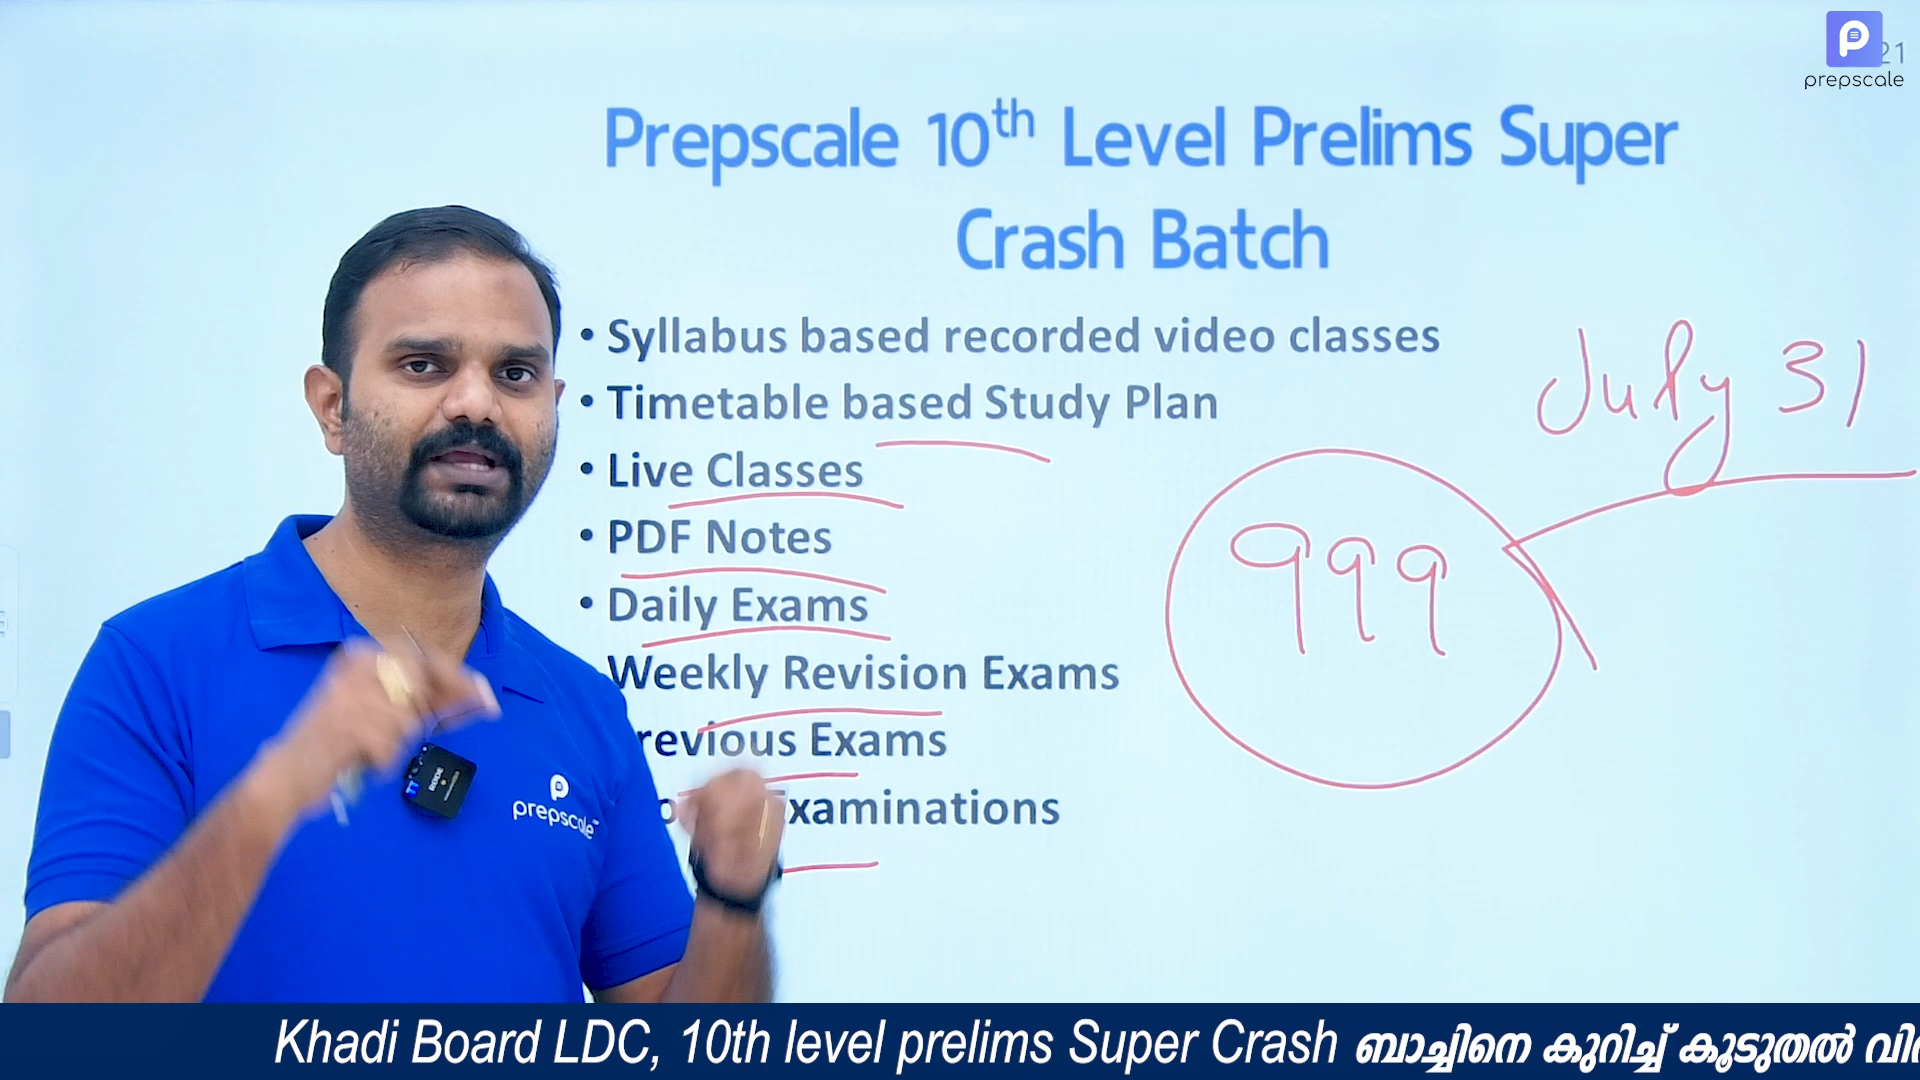 21
prepscale
Prepscale 10th Level Prelims Super
Crash Batch
• Syllabus based recorded video classes
• Timetable based Study Plan
• Live Classes
• PDF Notes
• Daily Exams
Weekly Revision Exams
revious Exams
xaminations
July 31
999
RØDE
prepscale
Khadi Board LDC, 10th level prelims Super Crash ബാച്ചിനെ കുറിച്ച് കൂടുതൽ